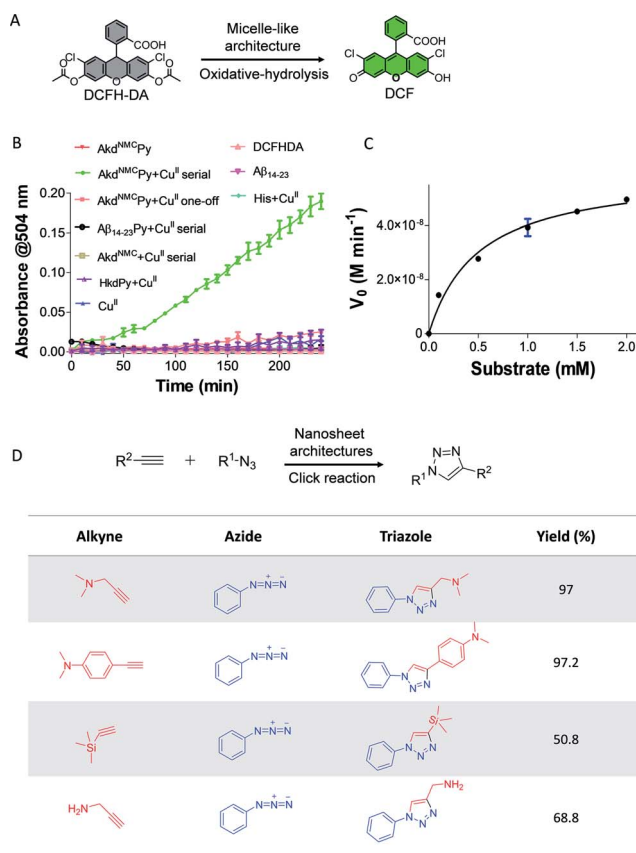 A
Cl
COOH
Cl
O
O
O
O
O
DCFH-DA
Micelle-like
architecture
Oxidative-hydrolysis
COOH
Cl
Cl
O
O
OH
DCF
B
Akd^NMC Py
Akd^NMC Py+Cu^II serial
Akd^NMC Py+Cu^II one-off
Aβ14-23Py+Cu^II serial
Akd^NMC+Cu^II serial
HkdPy+Cu^II
Cu^II
DCFHDA
Aβ14-23
His+Cu^II
Absorbance @504 nm
0.20
0.15
0.10
0.05
0.00
0 100 200
Time (min)
C
V0 (M min-1)
4.0×10-8
2.0×10-8
0
0.0 0.5 1.0 1.5 2.0
Substrate (mM)
D
R2
+
R1-N3
Nanosheet
architectures
Click reaction
N=N
R1
N
R2
Alkyne Azide Triazole Yield (%)
N
N=N=N
+ −
N
N N
N
97
N
N=N=N
+ −
N
N N
N
97.2
Si
N=N=N
+ −
Si
N
N N
50.8
H2N
N=N=N
+ −
NH2
N
N N
68.8